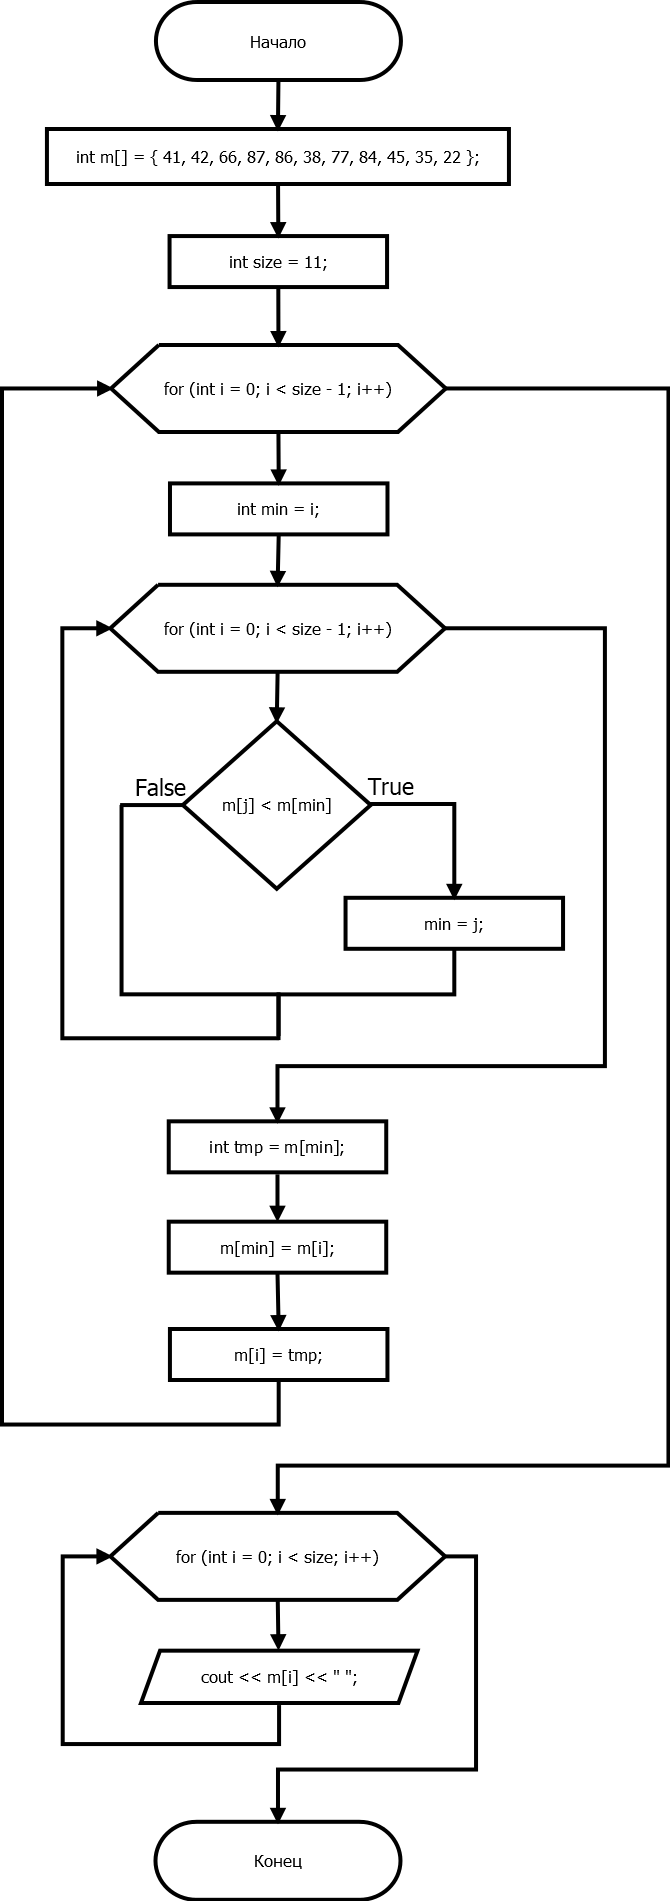 Начало
int m[] = { 41, 42, 66, 87, 86, 38, 77, 84, 45, 35, 22 };
int size = 11;
for (int i = 0; i < size - 1; i++)
int min = i;
for (int i = 0; i < size - 1; i++)
False
True
m[j] < m[min]
min = j;
int tmp = m[min];
m[min] = m[i];
m[i] = tmp;
for (int i = 0; i < size; i++)
cout << m[i] << " ";
Конец